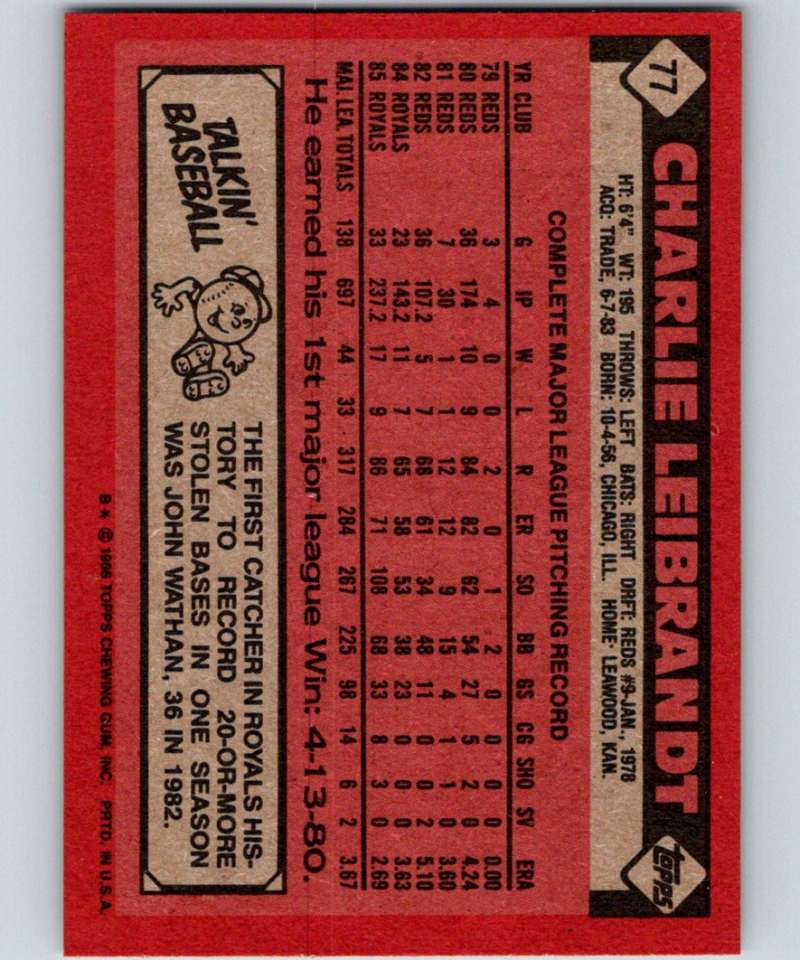 77
CHARLIE LEIBRANDT
topps
HT: 6'4" WT: 195 THROWS: LEFT BATS: RIGHT DRFT: REDS #9-JAN., 1978
ACQ: TRADE, 6-7-83 BORN: 10-4-56, CHICAGO, ILL. HOME: LEAWOOD, KAN.
COMPLETE MAJOR LEAGUE PITCHING RECORD
YR CLUB G IP W L R ER SO BB GS CG SHO SV ERA
79 REDS 3 4 0 0 2 0 1 2 0 0 0 0 0.00
80 REDS 36 174 10 9 84 82 62 54 27 5 2 0 4.24
81 REDS 7 30 1 1 12 12 9 15 4 1 1 0 3.60
82 REDS 36 107.2 5 7 68 61 34 48 11 0 0 2 5.10
84 ROYALS 23 143.2 11 7 65 58 53 38 23 0 0 0 3.63
85 ROYALS 33 237.2 17 9 86 71 108 68 33 8 3 0 2.69
MAJ. LEA. TOTALS 138 697 44 33 317 284 267 225 98 14 6 2 3.67
He earned his 1st major league Win: 4-13-80.
TALKIN'
BASEBALL
THE FIRST CATCHER IN ROYALS HIS-
TORY TO RECORD 20-OR-MORE
STOLEN BASES IN ONE SEASON
WAS JOHN WATHAN, 36 IN 1982.
B* © 1986 TOPPS CHEWING GUM, INC. PRTD. IN U.S.A.